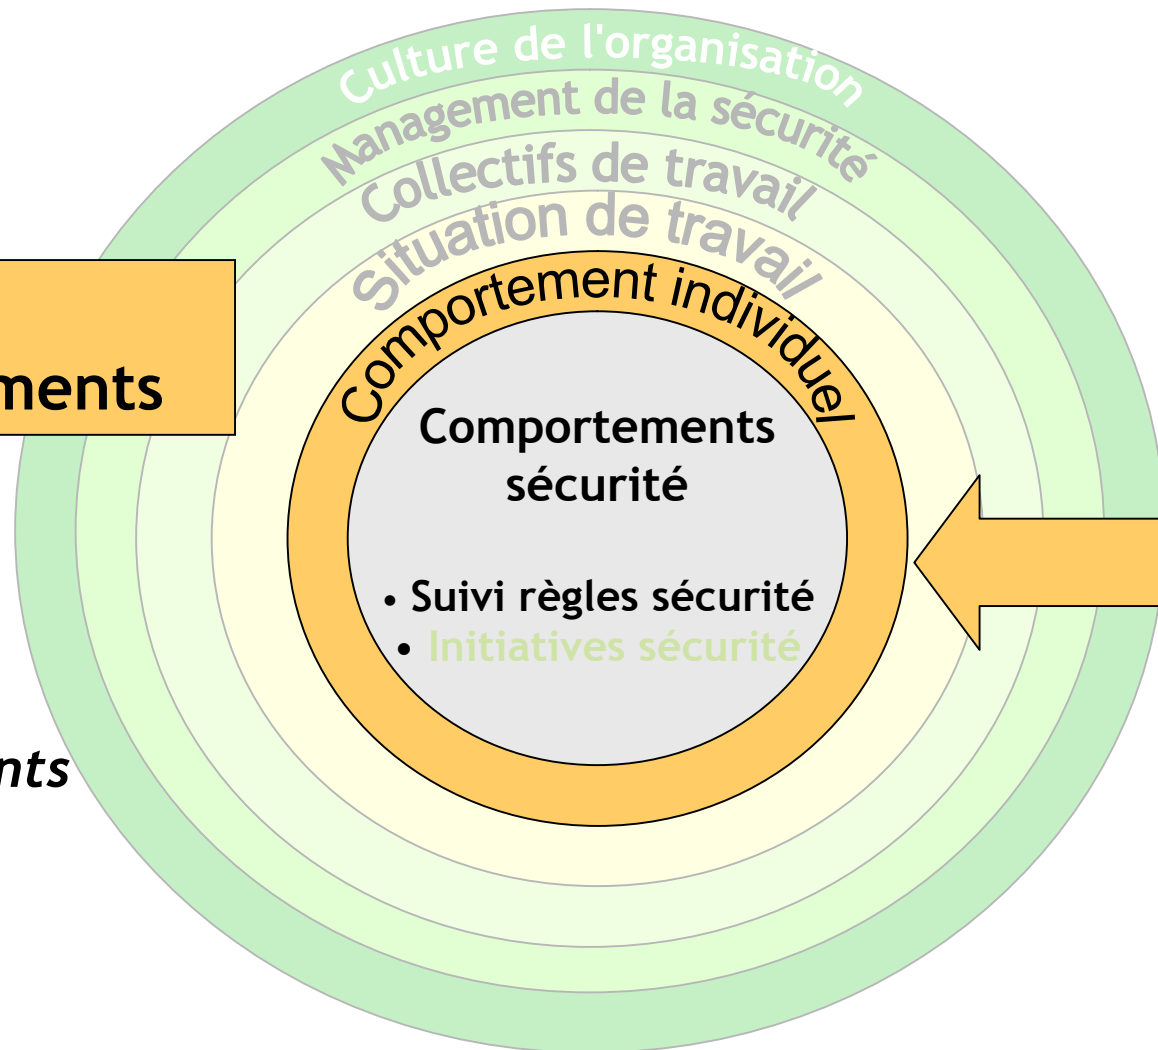 Culture de l'organisation
Management de la sécurité
Collectifs de travail
Situation de travail
Comportement individuel
ments
Comportements
sécurité
• Suivi règles sécurité
• Initiatives sécurité
nts